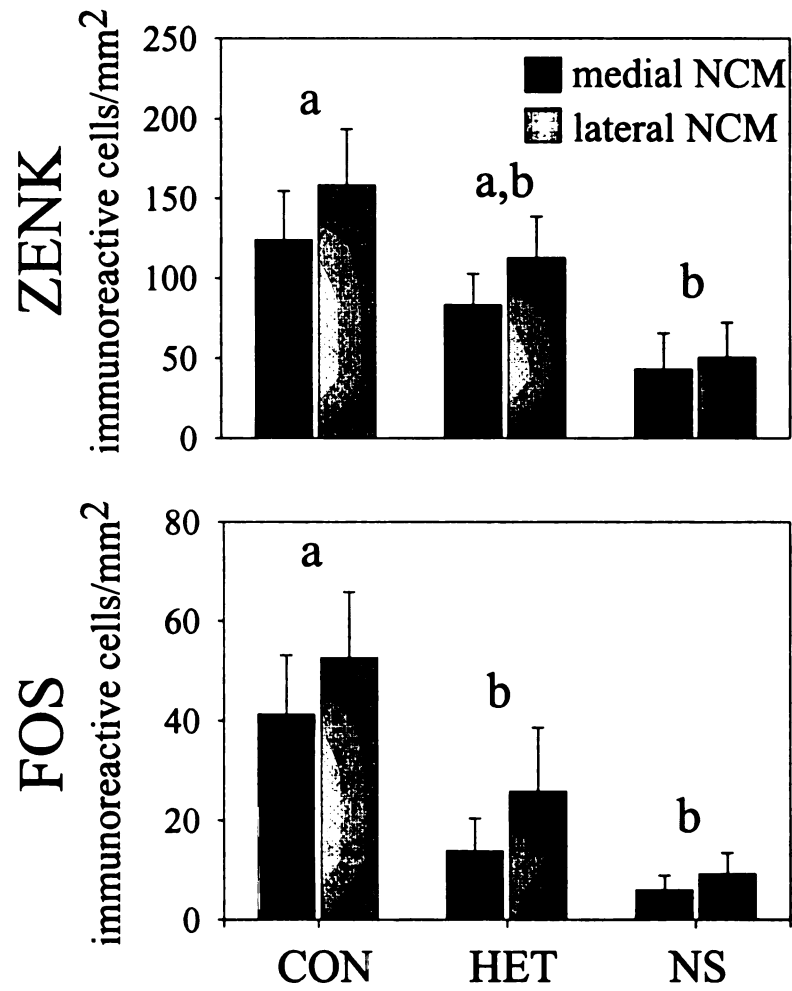 ZENK
immunoreactive cells/mm²
250
200
150
100
50
0
medial NCM
lateral NCM
a
a,b
b
FOS
immunoreactive cells/mm²
80
60
40
20
0
a
b
b
CON HET NS